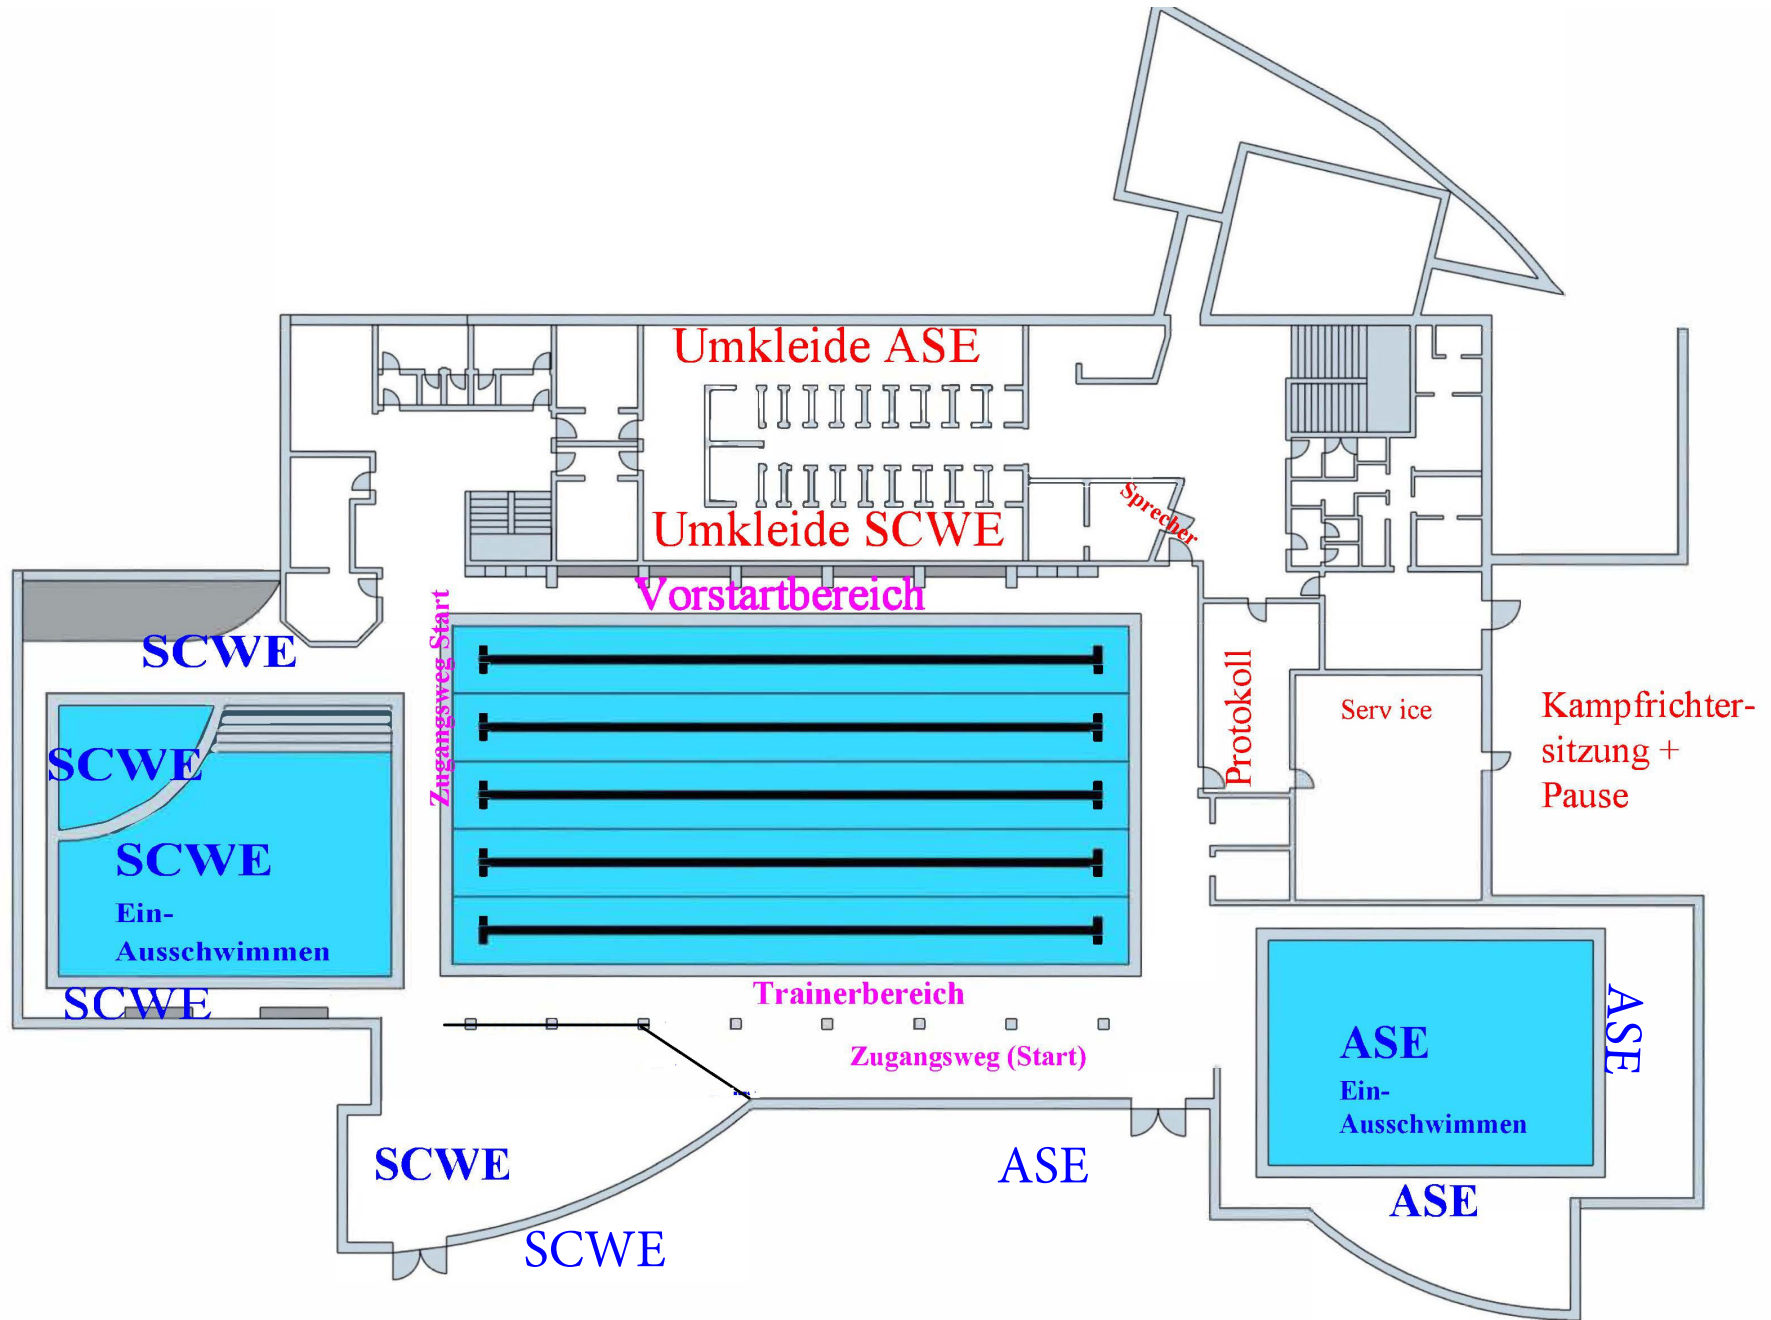 Umkleide ASE
Sprecher
Umkleide SCWE
Vorstartbereich
Zugangsweg Start
SCWE
Protokoll
Serv ice
Kampfrichter-
sitzung +
Pause
SCWE
SCWE
Ein-
Ausschwimmen
SCWE
Trainerbereich
Zugangsweg (Start)
ASE
Ein-
Ausschwimmen
ASE
SCWE
ASE
ASE
SCWE